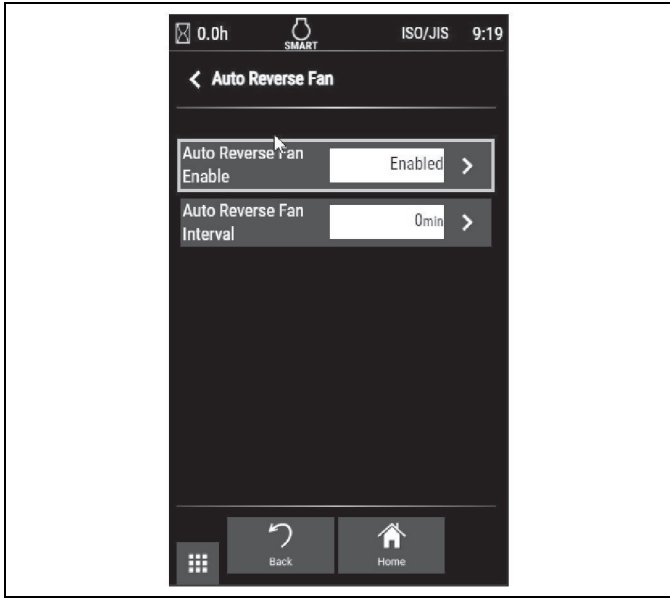 0.0h SMART ISO/JIS 9:19
Auto Reverse Fan
Auto Reverse Fan
Enable
Enabled
Auto Reverse Fan
Interval
0min
Back Home